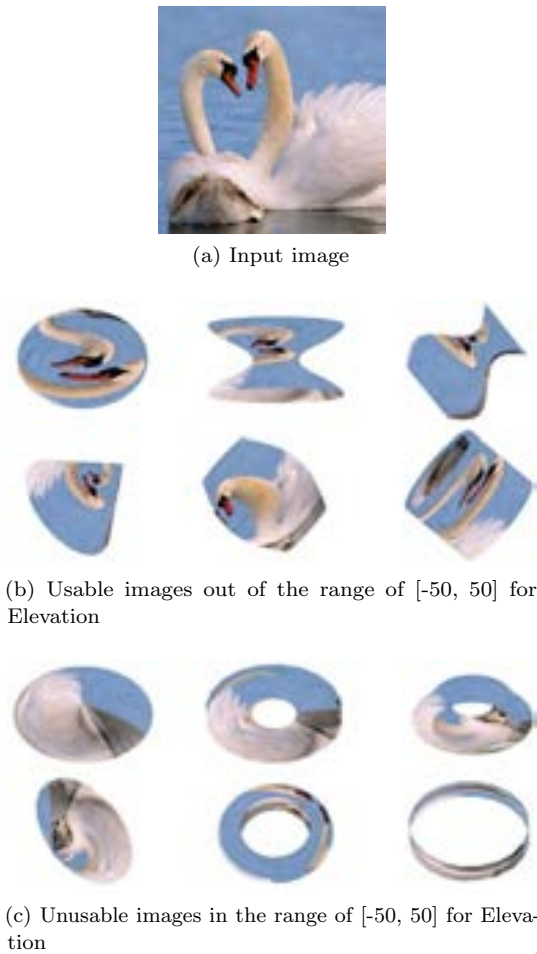 (a) Input image
(b) Usable images out of the range of [-50, 50] for
Elevation
(c) Unusable images in the range of [-50, 50] for Eleva-
tion